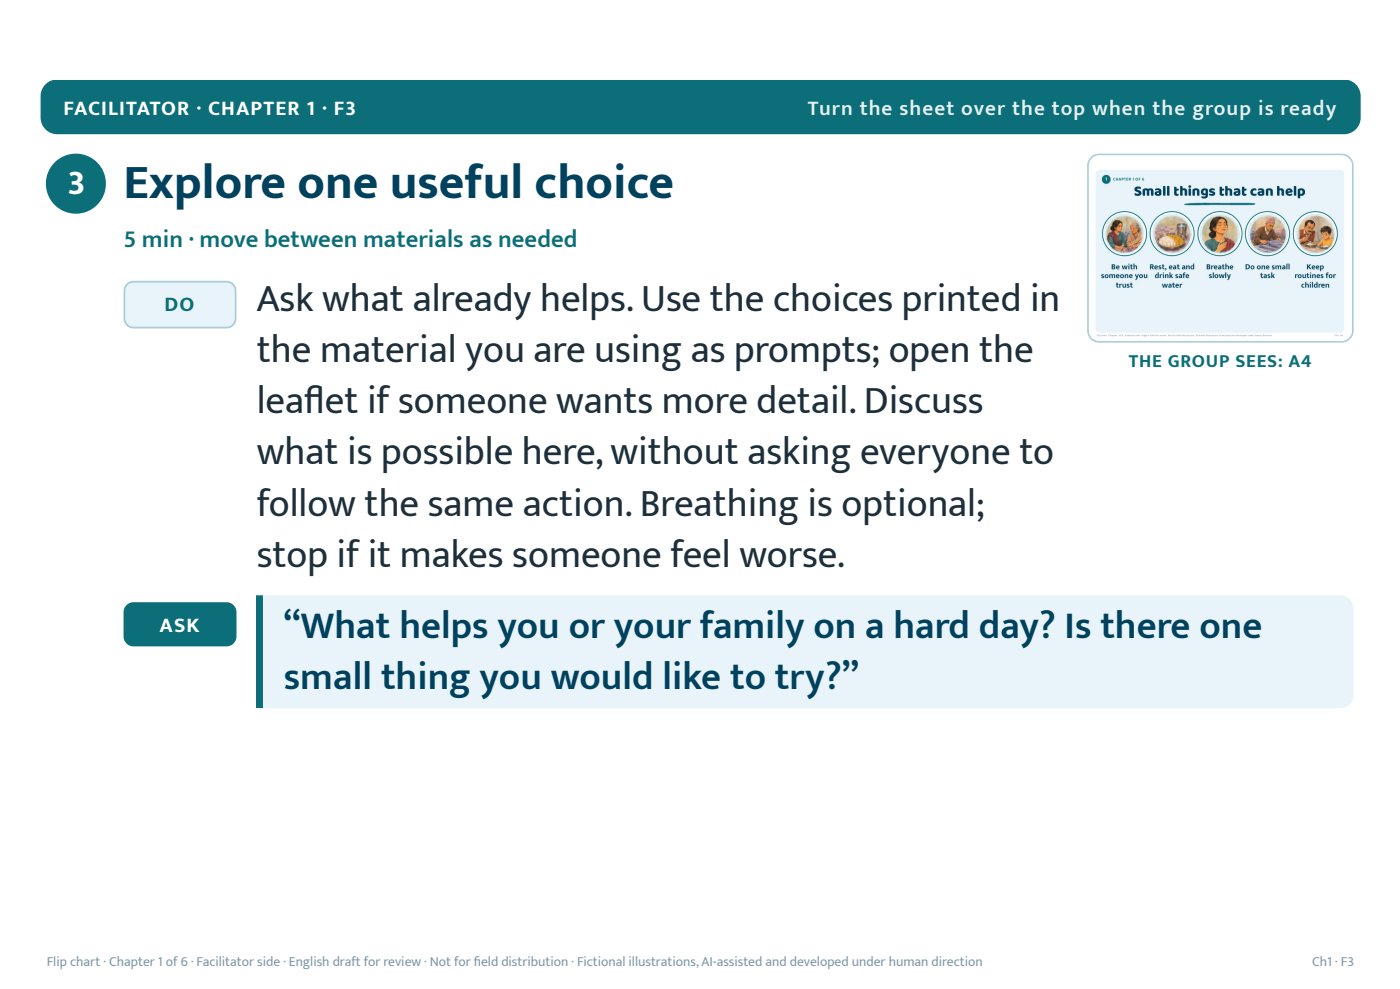 FACILITATOR · CHAPTER 1 · F3
Turn the sheet over the top when the group is ready
3
Explore one useful choice
5 min · move between materials as needed
DO
Ask what already helps. Use the choices printed in
the material you are using as prompts; open the
leaflet if someone wants more detail. Discuss
what is possible here, without asking everyone to
follow the same action. Breathing is optional;
stop if it makes someone feel worse.
1
CHAPTER 1 OF 6
Small things that can help
Be with
someone you
trust
Rest, eat and
drink safe
water
Breathe
slowly
Do one small
task
Keep
routines for
children
THE GROUP SEES: A4
ASK
“What helps you or your family on a hard day? Is there one
small thing you would like to try?”
Flip chart · Chapter 1 of 6 · Facilitator side · English draft for review · Not for field distribution · Fictional illustrations, AI-assisted and developed under human direction
Ch1 · F3